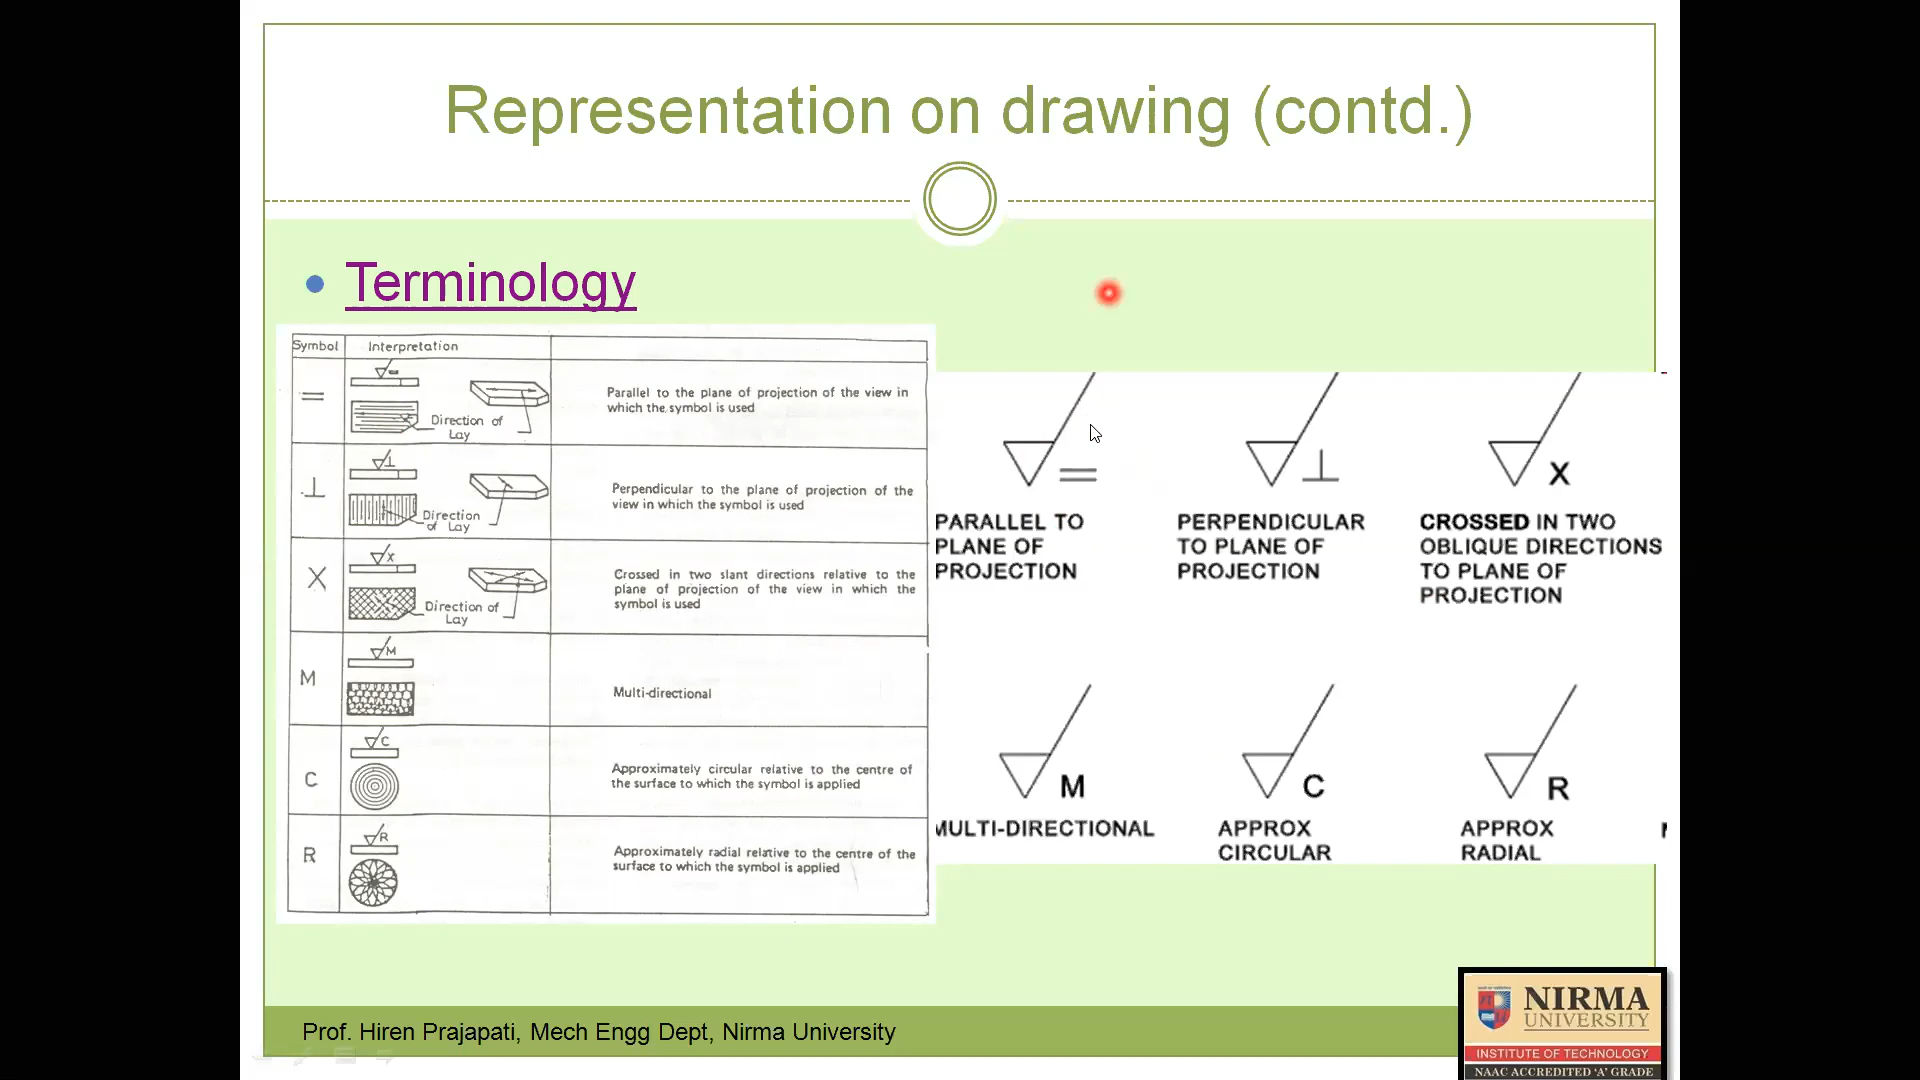 Representation on drawing (contd.)
Terminology
Symbol Interpretation
=
Direction of
Lay
Parallel to the plane of projection of the view in
which the symbol is used
⊥
⊥
Direction
of Lay
Perpendicular to the plane of projection of the
view in which the symbol is used
X
X
Direction of
Lay
Crossed in two slant directions relative to the
plane of projection of the view in which the
symbol is used
M
M
Multi-directional
C
C
Approximately circular relative to the centre of
the surface to which the symbol is applied
R
R
Approximately radial relative to the centre of the
surface to which the symbol is applied
=
PARALLEL TO
PLANE OF
PROJECTION
⊥
PERPENDICULAR
TO PLANE OF
PROJECTION
X
CROSSED IN TWO
OBLIQUE DIRECTIONS
TO PLANE OF
PROJECTION
M
MULTI-DIRECTIONAL
C
APPROX
CIRCULAR
R
APPROX
RADIAL
Prof. Hiren Prajapati, Mech Engg Dept, Nirma University
NIRMA
UNIVERSITY
INSTITUTE OF TECHNOLOGY
NAAC ACCREDITED 'A' GRADE